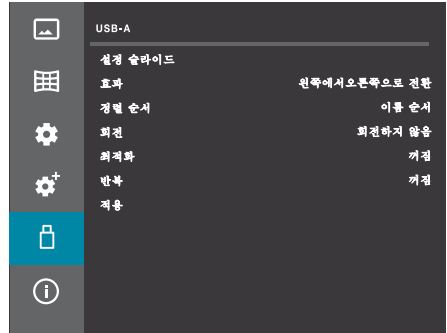 USB-A
설정 슬라이드
효과 왼쪽에서오른쪽으로 전환
정렬 순서 이름 순서
회전 회전하지 않음
최적화 꺼짐
반복 꺼짐
적용